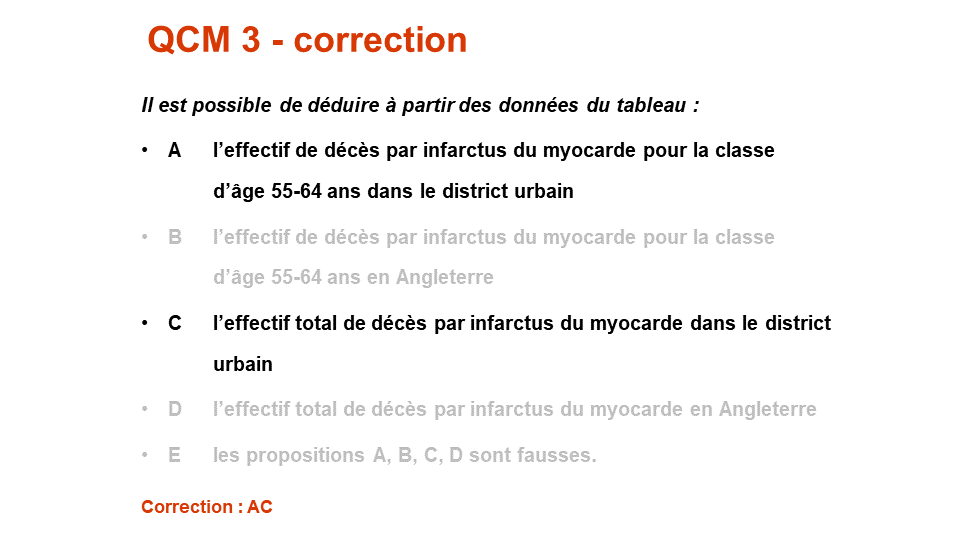 QCM 3 - correction
Il est possible de déduire à partir des données du tableau :
• A l’effectif de décès par infarctus du myocarde pour la classe
d’âge 55-64 ans dans le district urbain
• B l’effectif de décès par infarctus du myocarde pour la classe
d’âge 55-64 ans en Angleterre
• C l’effectif total de décès par infarctus du myocarde dans le district
urbain
• D l’effectif total de décès par infarctus du myocarde en Angleterre
• E les propositions A, B, C, D sont fausses.
Correction : AC